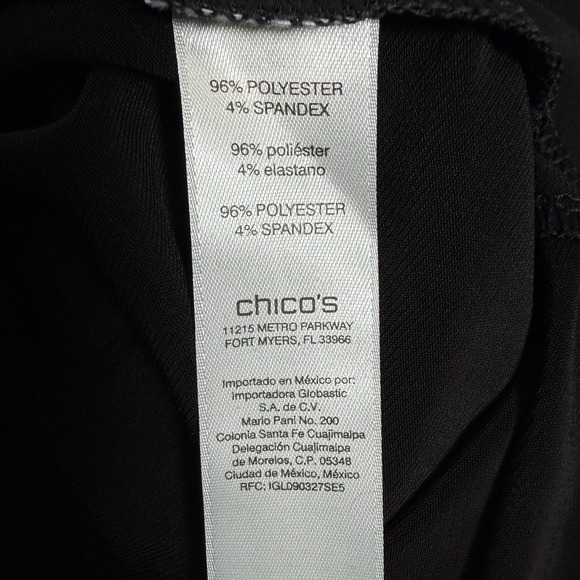 96% POLYESTER
4% SPANDEX
96% poliéster
4% elastano
96% POLYESTER
4% SPANDEX
chico's
11215 METRO PARKWAY
FORT MYERS, FL 33966
Importado en México por:
Importadora Globastic
S.A. de C.V.
Mario Pani No. 200
Colonia Santa Fe Cuajimalpa
Delegación Cuajimalpa
de Morelos, C.P. 05348
Ciudad de México, México
RFC: IGL090327SE5